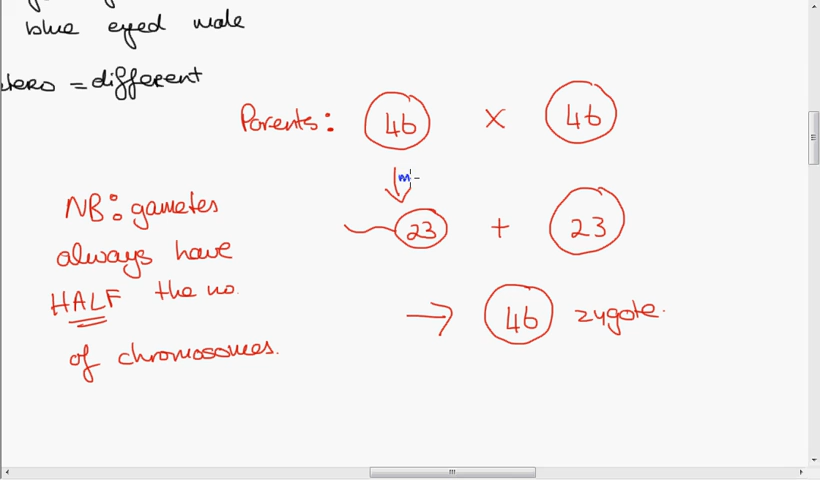 blue eyed male
= different
Parents: 46 X 46
m
23 + 23
NB: gametes
always have
HALF the no.
of chromosomes.
→ 46 zygote.